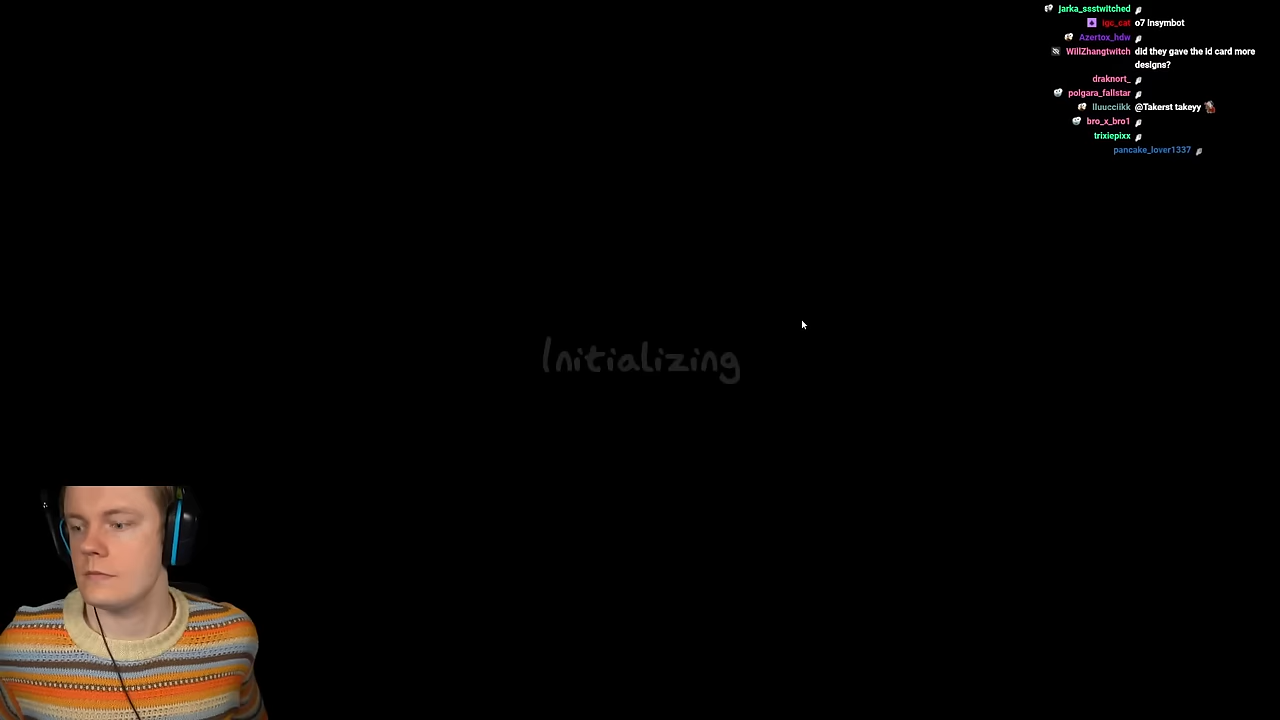 jarka_ssstwitched
igc_cat o7 Insymbot
Azertox_hdw
WillZhangtwitch did they gave the id card more
designs?
draknort_
polgara_fallstar
lluucciikk @Takerst takeyy
bro_x_bro1
trixiepixx
pancake_lover1337
Initializing